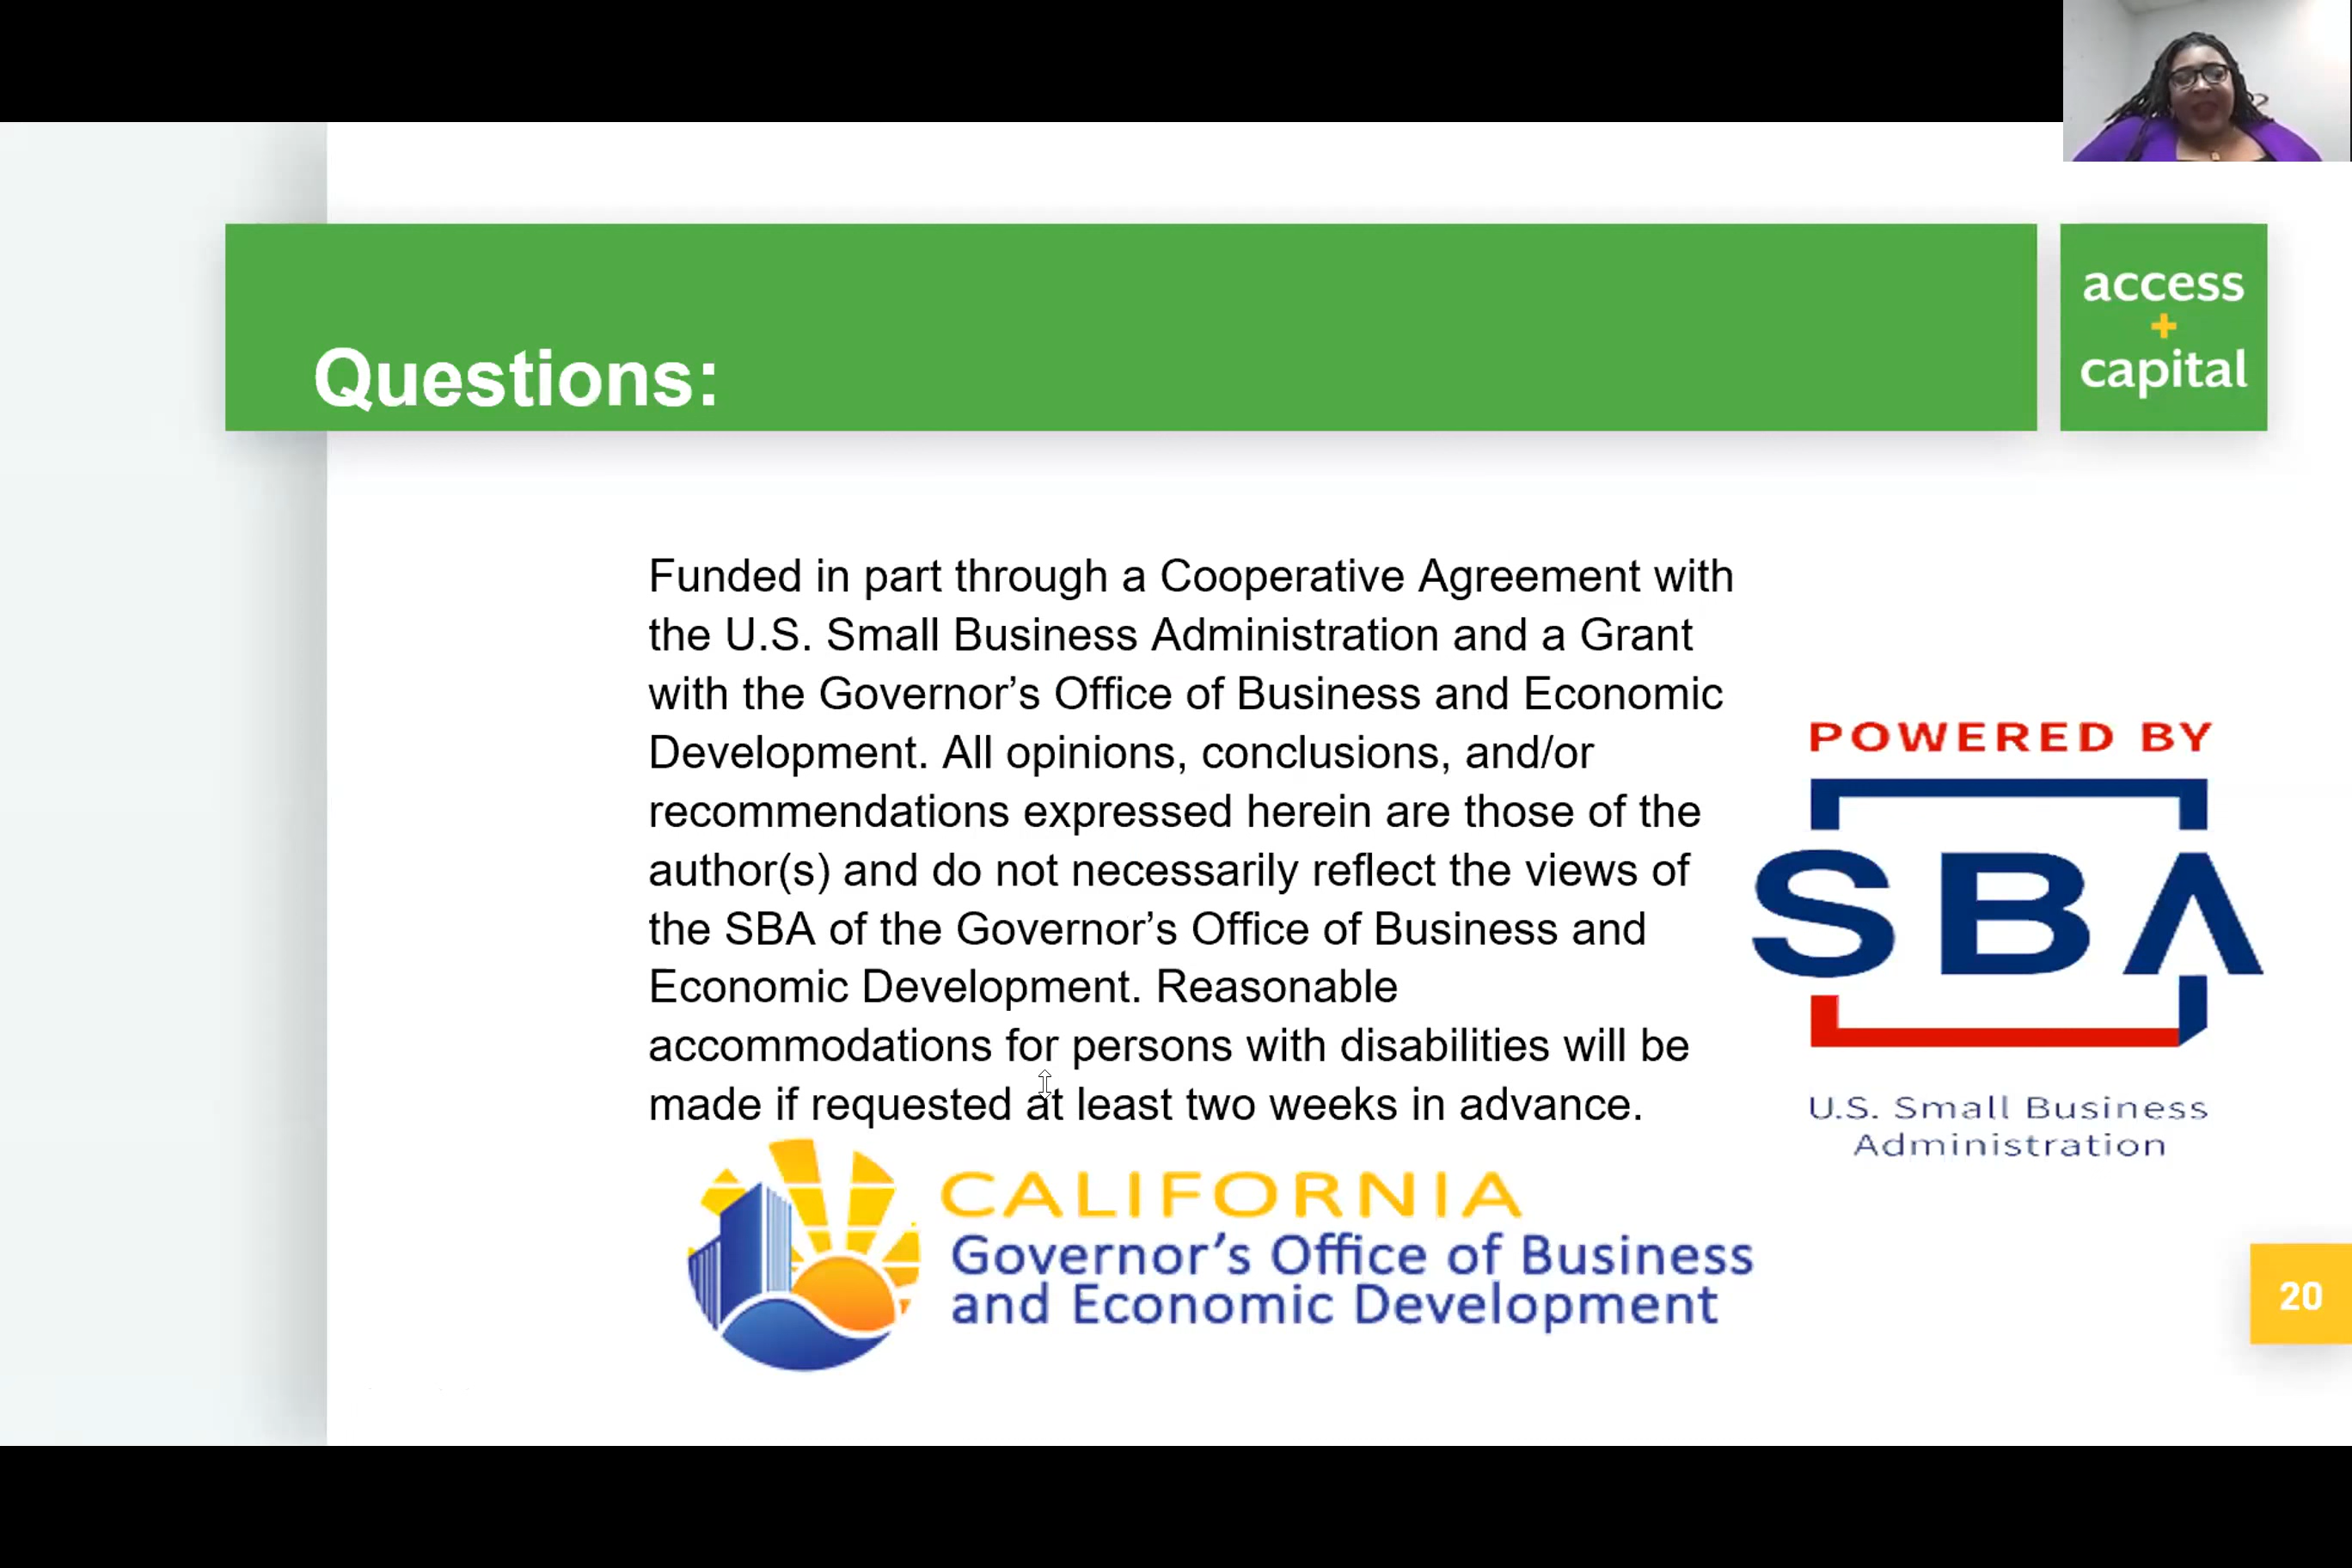 access
+
capital
Questions:
Funded in part through a Cooperative Agreement with
the U.S. Small Business Administration and a Grant
with the Governor’s Office of Business and Economic
Development. All opinions, conclusions, and/or
recommendations expressed herein are those of the
author(s) and do not necessarily reflect the views of
the SBA of the Governor’s Office of Business and
Economic Development. Reasonable
accommodations for persons with disabilities will be
made if requested at least two weeks in advance.
POWERED BY
SBA
U.S. Small Business
Administration
CALIFORNIA
Governor’s Office of Business
and Economic Development
20